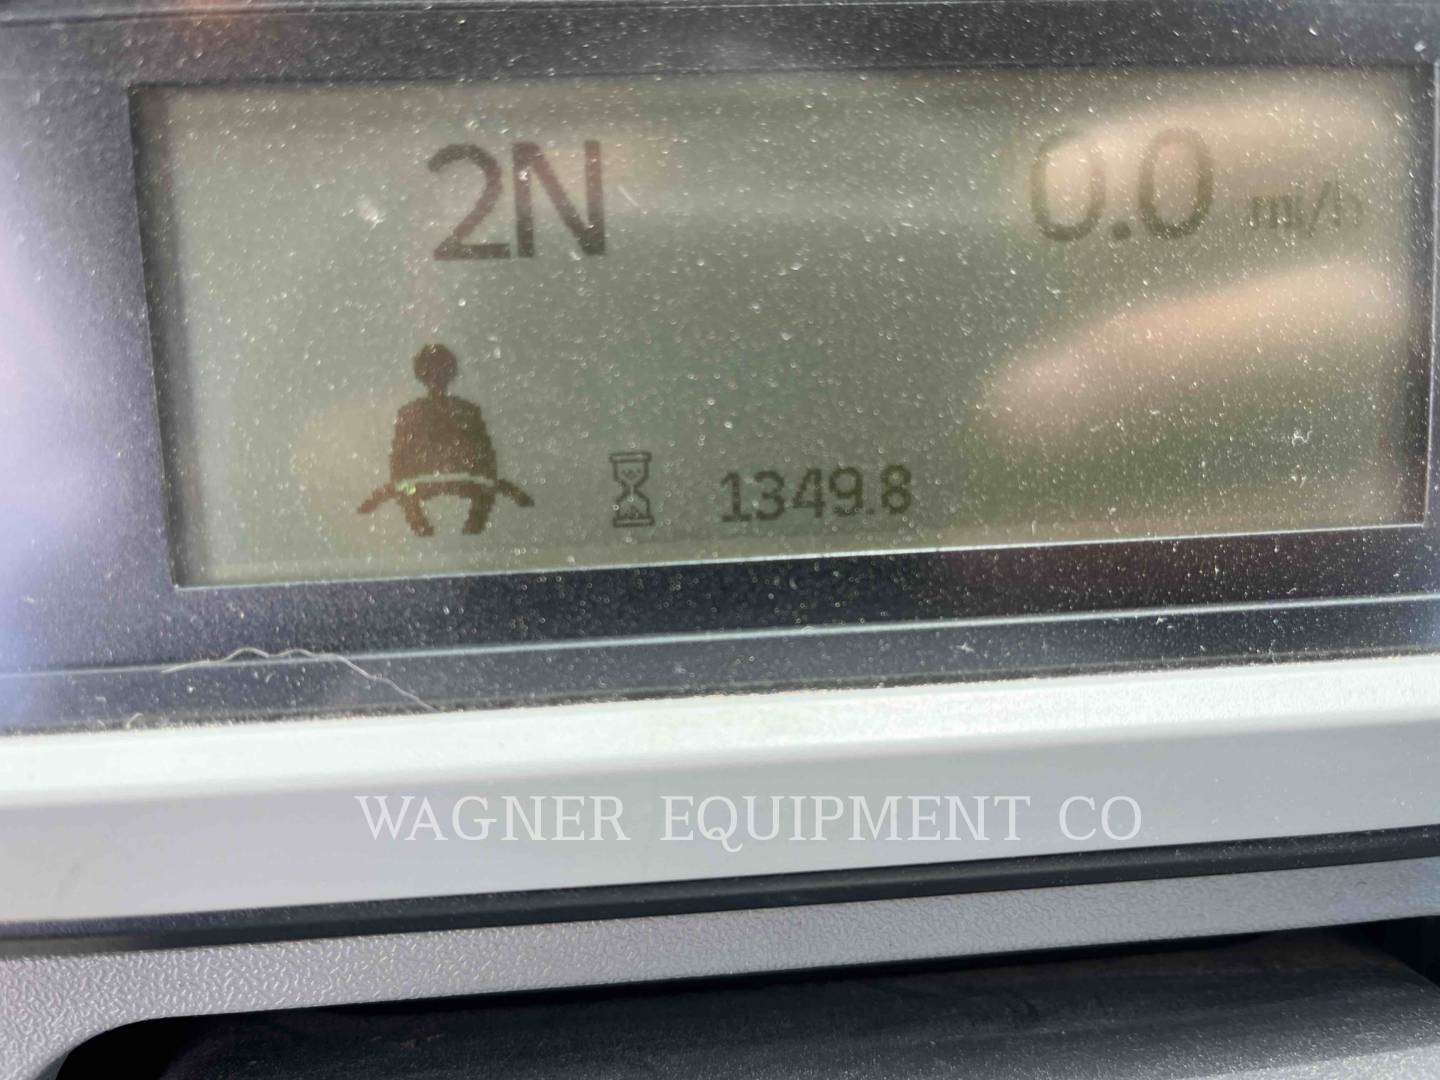 2N 0.0 mi/h
1349.8
WAGNER EQUIPMENT CO